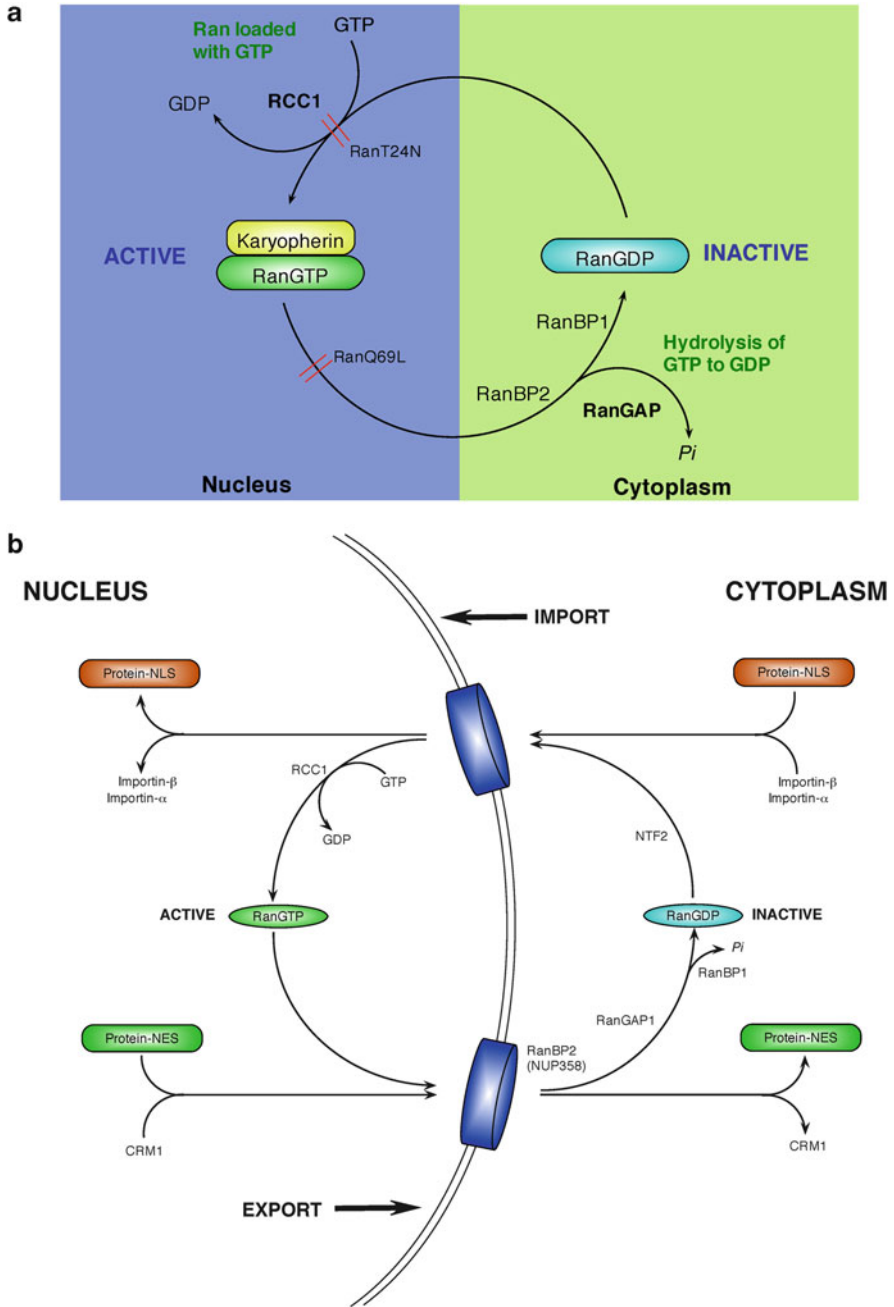 a
Ran loaded
with GTP
GTP
RCC1
GDP
RanT24N
ACTIVE
Karyopherin
RanGTP
RanGDP
INACTIVE
RanBP1
RanQ69L
Hydrolysis of
GTP to GDP
RanBP2
RanGAP
Pi
Nucleus
Cytoplasm
b
NUCLEUS
CYTOPLASM
IMPORT
Protein-NLS
Protein-NLS
Importin-β
Importin-α
RCC1
GTP
GDP
Importin-β
Importin-α
NTF2
ACTIVE
RanGTP
RanGDP
INACTIVE
Pi
RanBP1
RanGAP1
Protein-NES
Protein-NES
RanBP2
(NUP358)
CRM1
CRM1
EXPORT